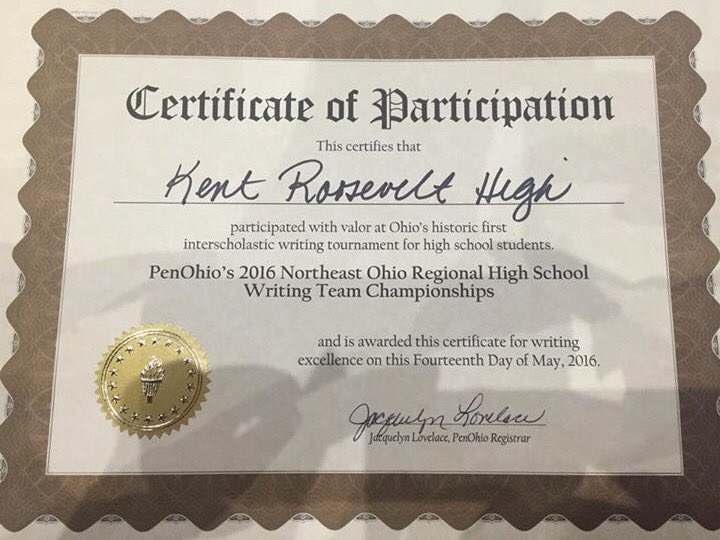 Certificate of Participation
This certifies that
Kent Roosevelt High
participated with valor at Ohio's historic first
interscholastic writing tournament for high school students.
PenOhio's 2016 Northeast Ohio Regional High School
Writing Team Championships
and is awarded this certificate for writing
excellence on this Fourteenth Day of May, 2016.
Jacquelyn Lovelace
Jacquelyn Lovelace, PenOhio Registrar